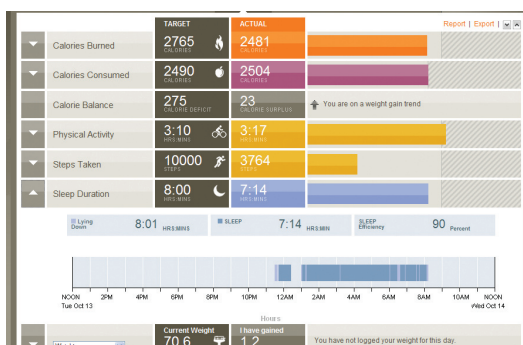 TARGET ACTUAL Report | Export |
Calories Burned 2765 CALORIES 2481 CALORIES
Calories Consumed 2490 CALORIES 2504 CALORIES
Calorie Balance 275 CALORIE DEFICIT 23 CALORIE SURPLUS You are on a weight gain trend
Physical Activity 3:10 HRS:MINS 3:17 HRS:MINS
Steps Taken 10000 STEPS 3764 STEPS
Sleep Duration 8:00 HRS:MINS 7:14 HRS:MINS
Lying Down 8:01 HRS:MINS SLEEP 7:14 HRS:MIN SLEEP Efficiency 90 Percent
NOON 2PM 4PM 6PM 8PM 10PM 12AM 2AM 4AM 6AM 8AM 10AM NOON
Tue Oct 13 Wed Oct 14
Hours
Current Weight I have gained
70.6 1.2 You have not logged your weight for this day.